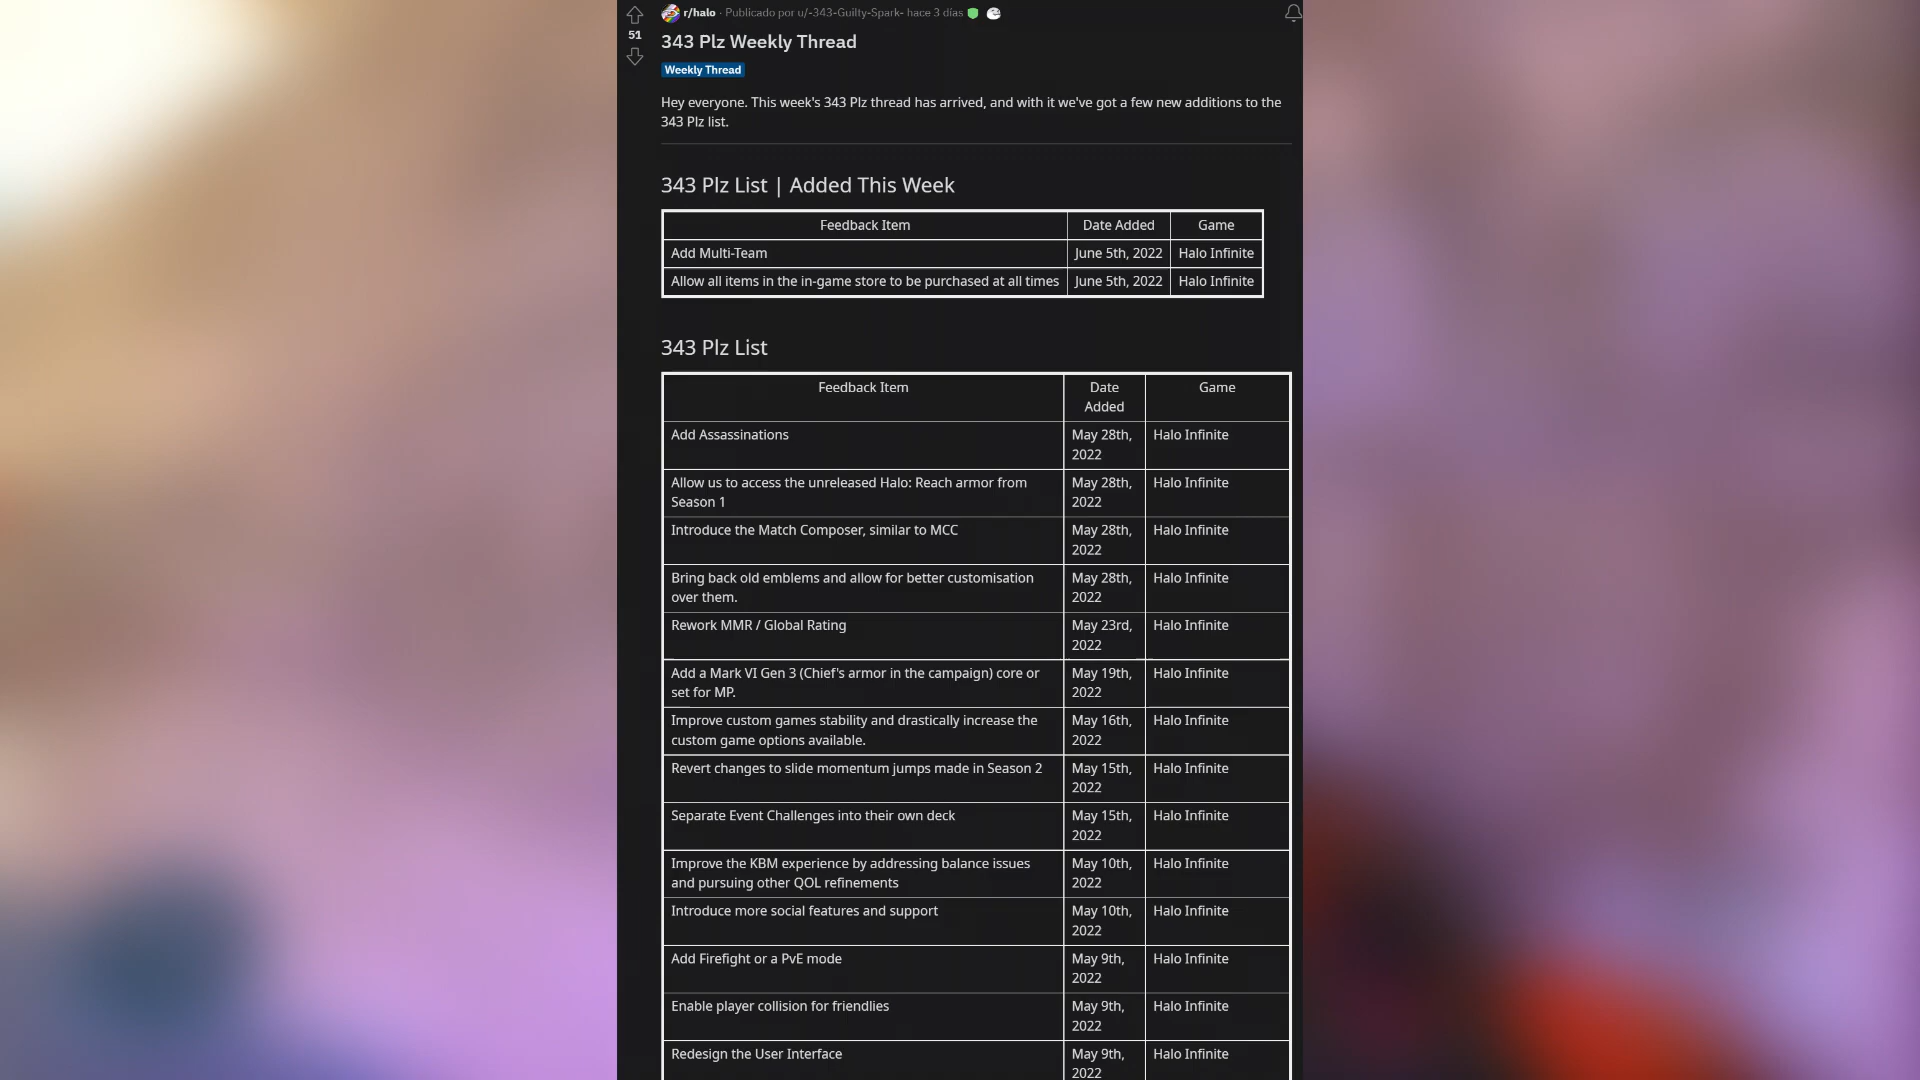 r/halo · Publicado por u/-343-Guilty-Spark- hace 3 días
51
343 Plz Weekly Thread
Weekly Thread
Hey everyone. This week's 343 Plz thread has arrived, and with it we've got a few new additions to the
343 Plz list.
343 Plz List | Added This Week
Feedback Item Date Added Game
Add Multi-Team June 5th, 2022 Halo Infinite
Allow all items in the in-game store to be purchased at all times June 5th, 2022 Halo Infinite
343 Plz List
Feedback Item Date Game
Added
Add Assassinations May 28th, Halo Infinite
2022
Allow us to access the unreleased Halo: Reach armor from May 28th, Halo Infinite
Season 1 2022
Introduce the Match Composer, similar to MCC May 28th, Halo Infinite
2022
Bring back old emblems and allow for better customisation May 28th, Halo Infinite
over them. 2022
Rework MMR / Global Rating May 23rd, Halo Infinite
2022
Add a Mark VI Gen 3 (Chief's armor in the campaign) core or May 19th, Halo Infinite
set for MP. 2022
Improve custom games stability and drastically increase the May 16th, Halo Infinite
custom game options available. 2022
Revert changes to slide momentum jumps made in Season 2 May 15th, Halo Infinite
2022
Separate Event Challenges into their own deck May 15th, Halo Infinite
2022
Improve the KBM experience by addressing balance issues May 10th, Halo Infinite
and pursuing other QOL refinements 2022
Introduce more social features and support May 10th, Halo Infinite
2022
Add Firefight or a PvE mode May 9th, Halo Infinite
2022
Enable player collision for friendlies May 9th, Halo Infinite
2022
Redesign the User Interface May 9th, Halo Infinite
2022